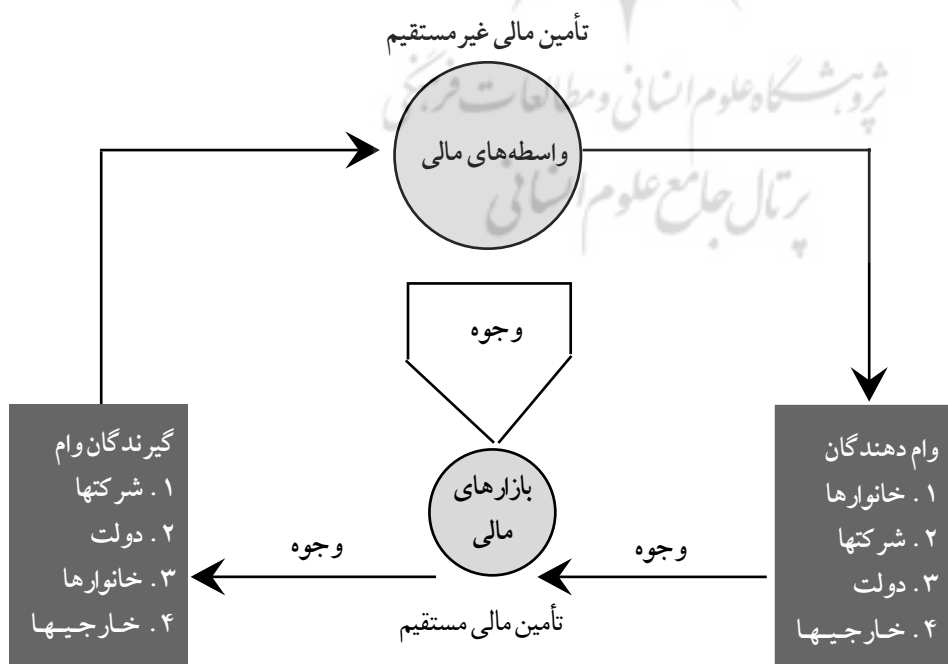 تأمین مالی غیر مستقیم
پژوهشگاه علوم انسانی و مطالعات فرهنگی
واسطه‌های مالی
پرتال جامع علوم انسانی
وجوه
وام دهندگان
۱. خانوارها
۲. شرکتها
۳. دولت
۴. خارجیها
وجوه
بازارهای
مالی
تأمین مالی مستقیم
وجوه
گیرندگان وام
۱. شرکتها
۲. دولت
۳. خانوارها
۴. خارجیها